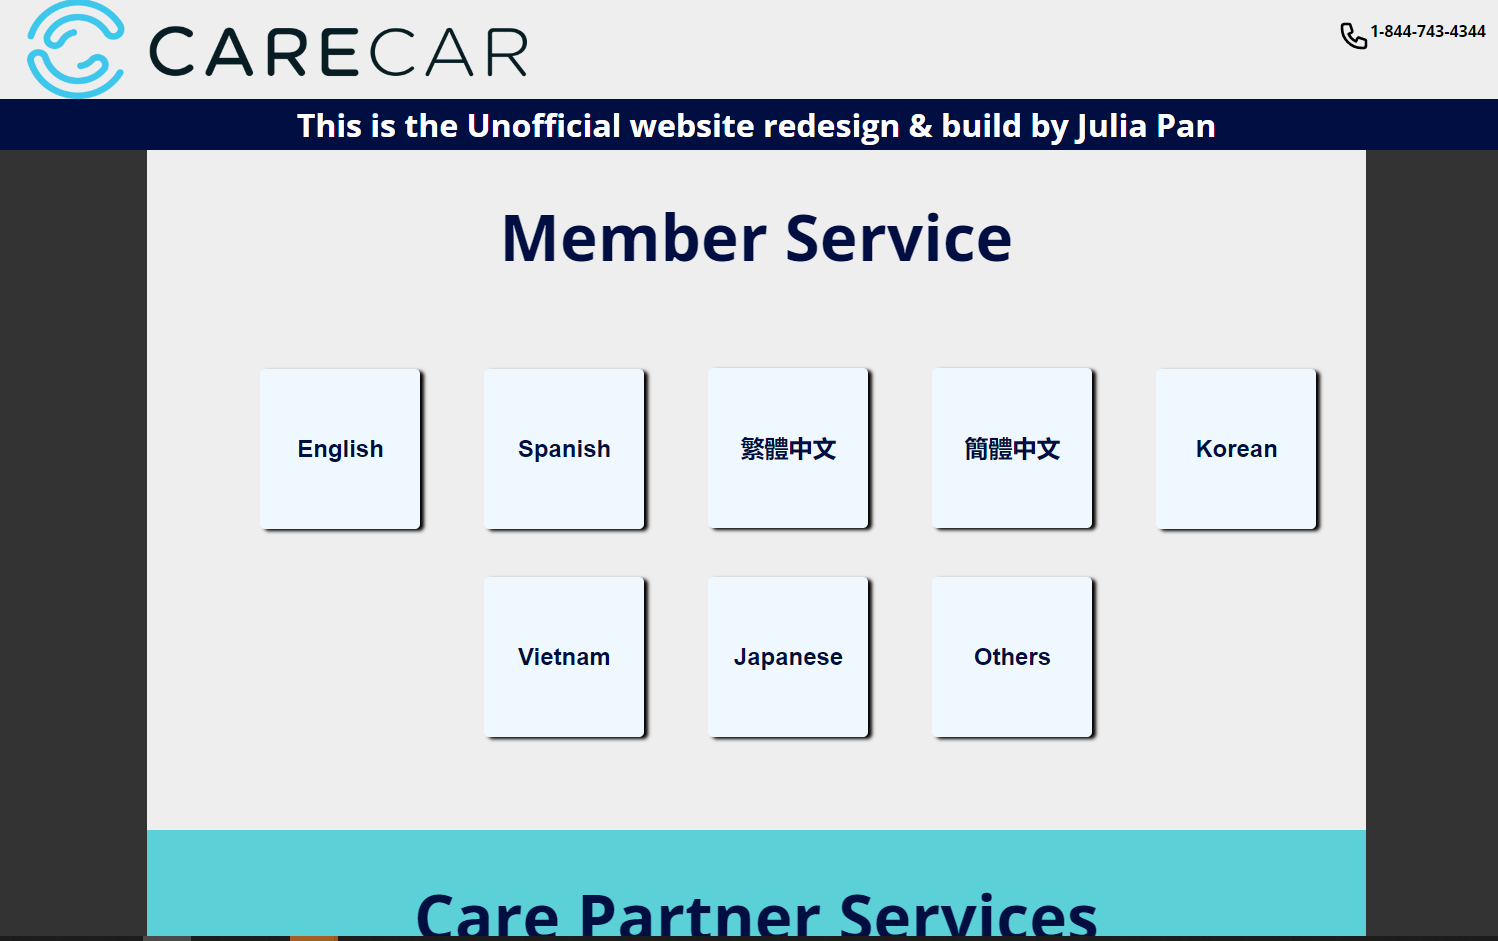 CARECAR
1-844-743-4344
This is the Unofficial website redesign & build by Julia Pan
Member Service
English
Spanish
繁體中文
簡體中文
Korean
Vietnam
Japanese
Others
Care Partner Services